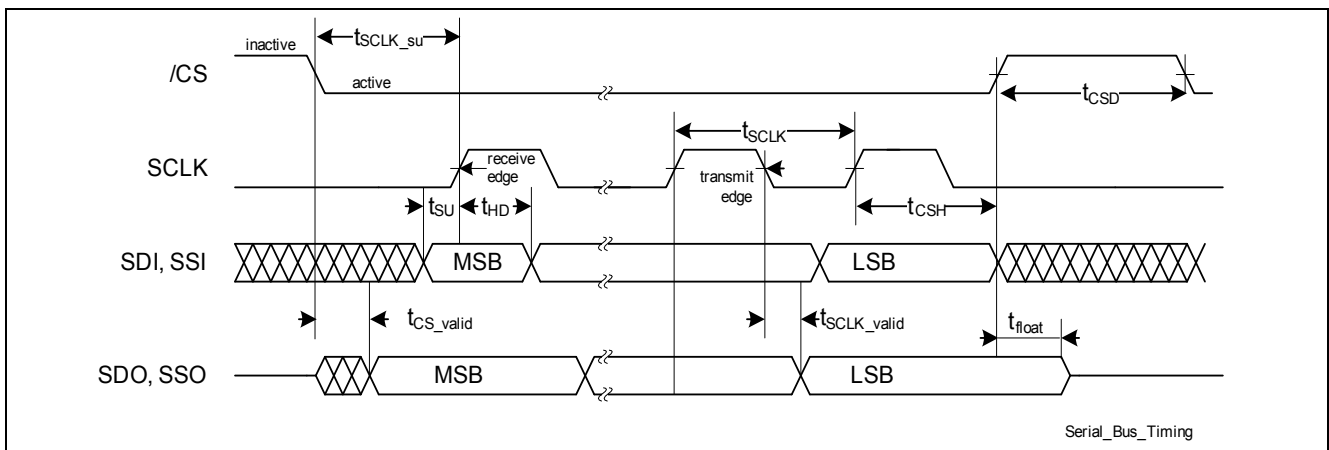 inactive
tSCLK_su
/CS
active
tCSD
tSCLK
SCLK
receive
edge
transmit
edge
tSU
tHD
tCSH
SDI, SSI
MSB
LSB
tCS_valid
tSCLK_valid
tfloat
SDO, SSO
MSB
LSB
Serial_Bus_Timing